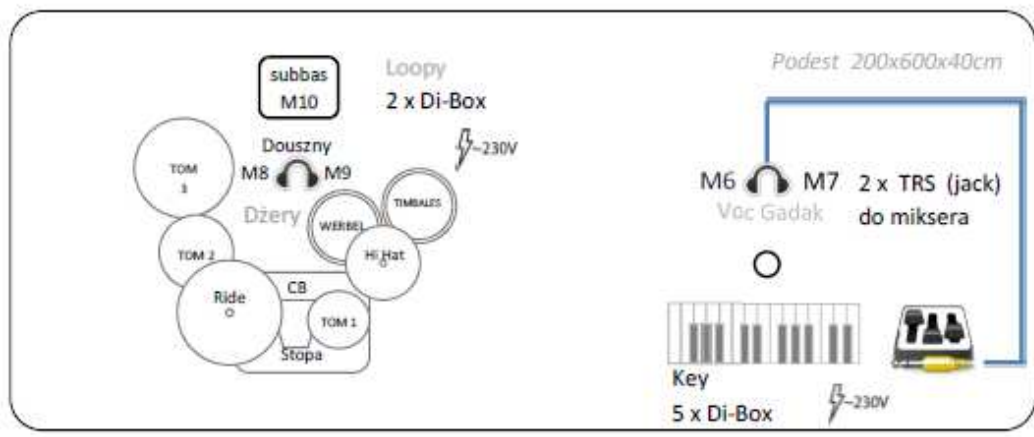 Podest 200x600x40cm
subbas
M10
Loopy
2 x Di-Box
~230V
Douszny
M8 M9
Dżery
TOM
3
TOM 2
WERBEL
TIMBALES
Hi Hat
Ride
CB
TOM 1
Stopa
M6 M7
Voc Gadak
2 x TRS (jack)
do miksera
Key
5 x Di-Box
~230V